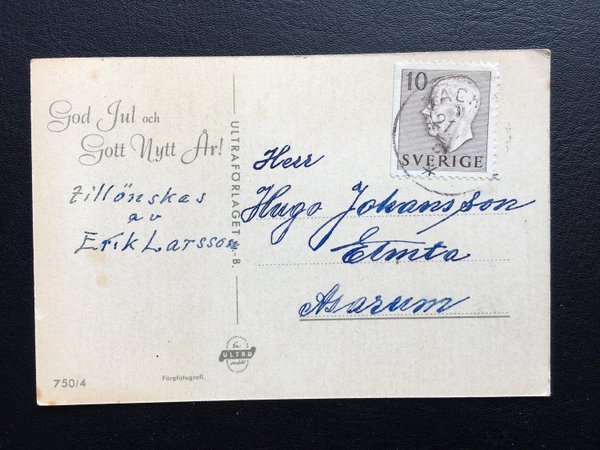 10
SVERIGE
God Jul och
Gott Nytt År!
tillönskas
av
Erik Larsson
ULTRAFÖRLAGET A.-B.
Herr
Hugo Johansson
Etmta
Asarum
ULTRA
750/4
Färgfotografi.